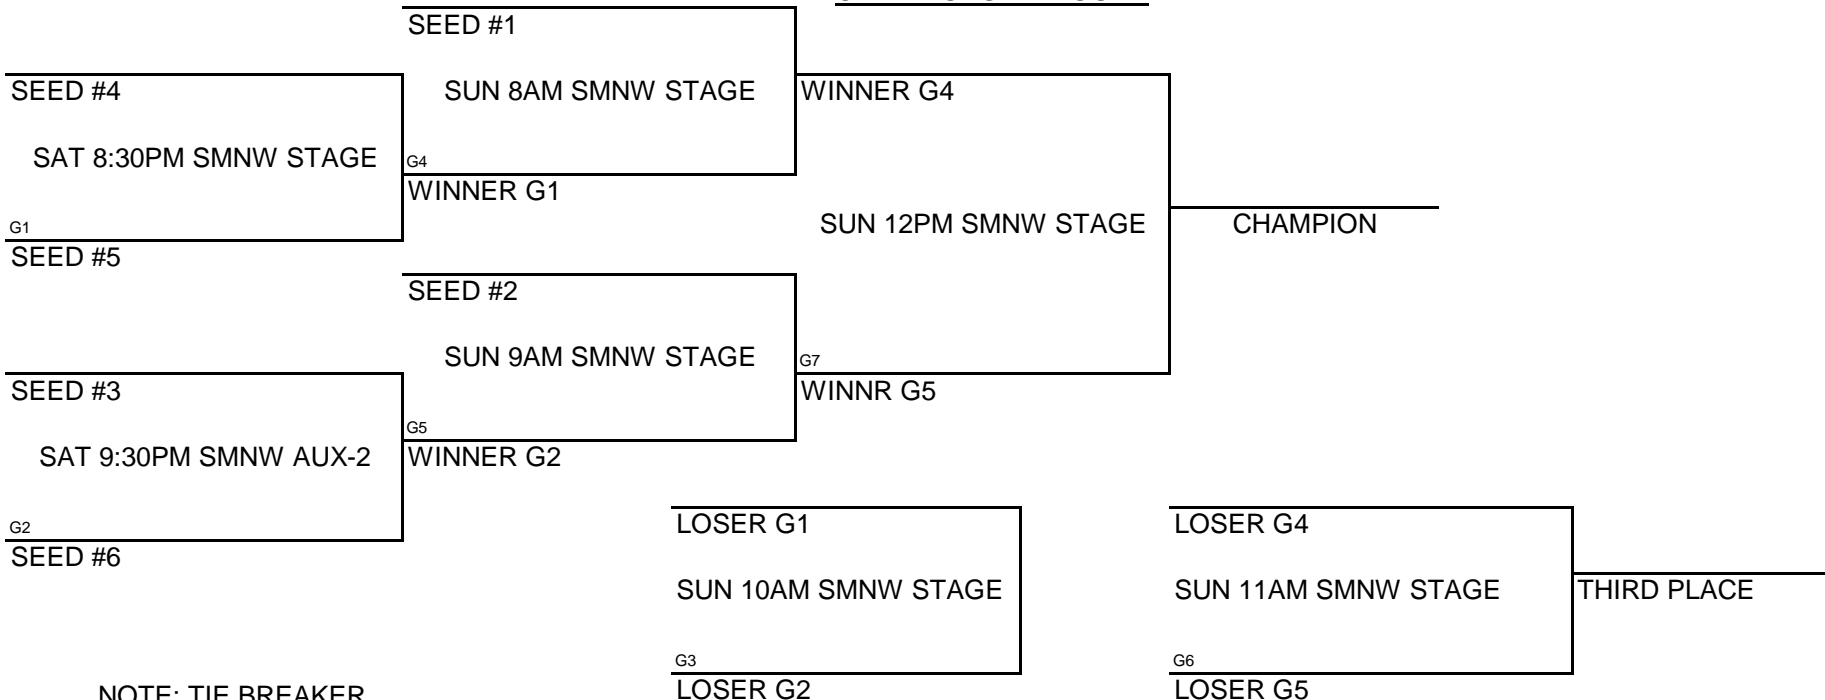 SEED #1
SEED #4
SUN 8AM SMNW STAGE
WINNER G4
SAT 8:30PM SMNW STAGE
G4
WINNER G1
G1
SUN 12PM SMNW STAGE
CHAMPION
SEED #5
SEED #2
SUN 9AM SMNW STAGE
G7
SEED #3
WINNR G5
G5
SAT 9:30PM SMNW AUX-2
WINNER G2
G2
LOSER G1
LOSER G4
SEED #6
SUN 10AM SMNW STAGE
SUN 11AM SMNW STAGE
THIRD PLACE
G3
G6
NOTE: TIE BREAKER
LOSER G2
LOSER G5